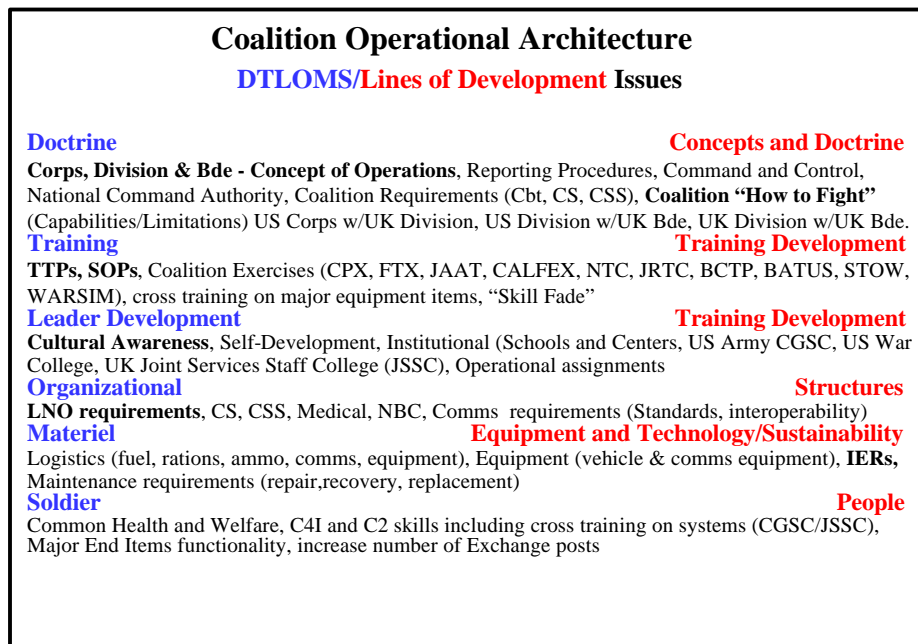 Coalition Operational Architecture
DTLOMS/Lines of Development Issues
Doctrine Concepts and Doctrine
Corps, Division & Bde - Concept of Operations, Reporting Procedures, Command and Control,
National Command Authority, Coalition Requirements (Cbt, CS, CSS), Coalition “How to Fight”
(Capabilities/Limitations) US Corps w/UK Division, US Division w/UK Bde, UK Division w/UK Bde.
Training Training Development
TTPs, SOPs, Coalition Exercises (CPX, FTX, JAAT, CALFEX, NTC, JRTC, BCTP, BATUS, STOW,
WARSIM), cross training on major equipment items, “Skill Fade”
Leader Development Training Development
Cultural Awareness, Self-Development, Institutional (Schools and Centers, US Army CGSC, US War
College, UK Joint Services Staff College (JSSC), Operational assignments
Organizational Structures
LNO requirements, CS, CSS, Medical, NBC, Comms requirements (Standards, interoperability)
Materiel Equipment and Technology/Sustainability
Logistics (fuel, rations, ammo, comms, equipment), Equipment (vehicle & comms equipment), IERs,
Maintenance requirements (repair,recovery, replacement)
Soldier People
Common Health and Welfare, C4I and C2 skills including cross training on systems (CGSC/JSSC),
Major End Items functionality, increase number of Exchange posts